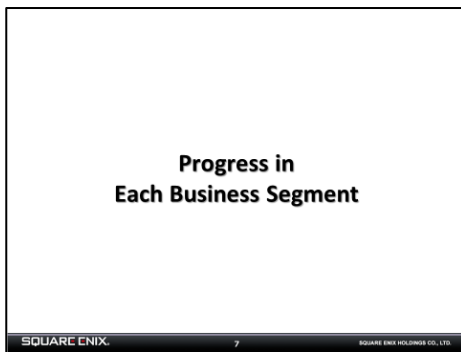 Progress in
Each Business Segment
SQUARE ENIX.
7
SQUARE ENIX HOLDINGS CO., LTD.